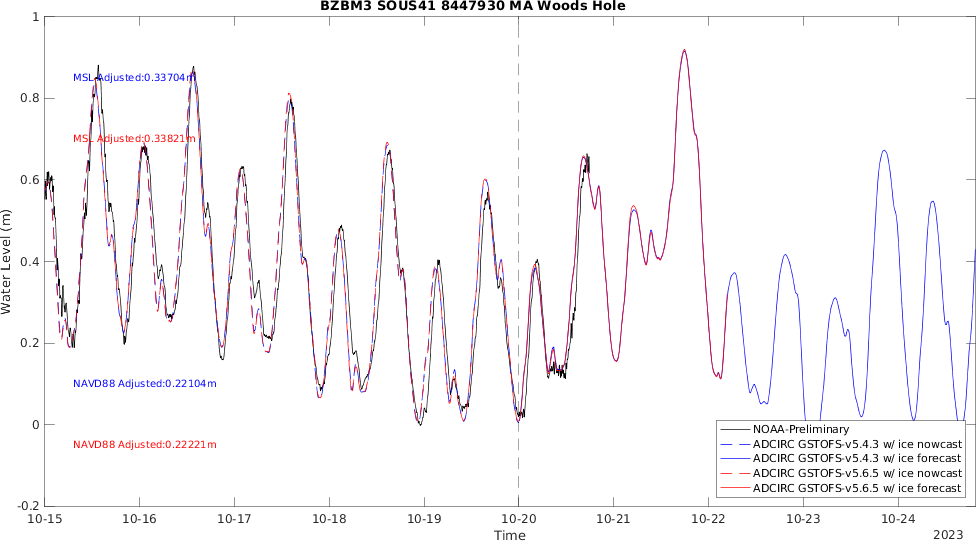 BZBM3 SOUS41 8447930 MA Woods Hole
1
0.8
0.6
0.4
0.2
0
-0.2
Water Level (m)
MSL Adjusted:0.33704m
MSL Adjusted:0.33821m
NAVD88 Adjusted:0.22104m
NAVD88 Adjusted:0.22221m
NOAA-Preliminary
ADCIRC GSTOFS-v5.4.3 w/ ice nowcast
ADCIRC GSTOFS-v5.4.3 w/ ice forecast
ADCIRC GSTOFS-v5.6.5 w/ ice nowcast
ADCIRC GSTOFS-v5.6.5 w/ ice forecast
10-15 10-16 10-17 10-18 10-19 10-20 10-21 10-22 10-23 10-24
Time
2023